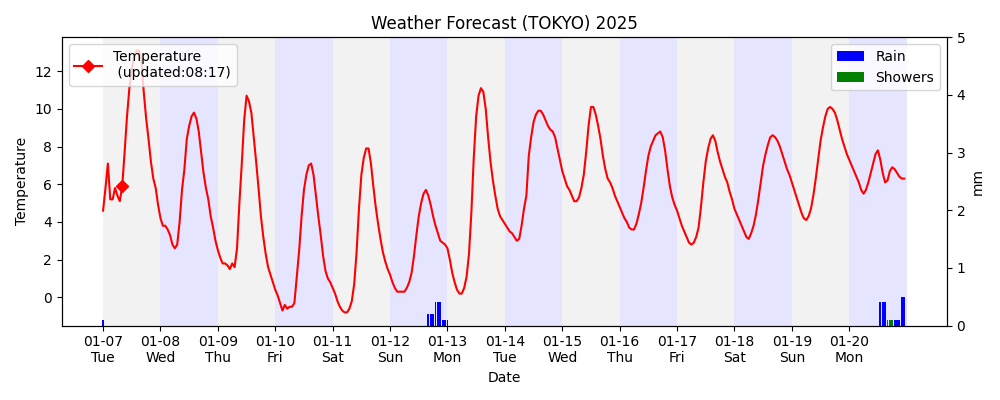 Weather Forecast (TOKYO) 2025
Temperature
(updated:08:17)
Rain
Showers
Temperature
12
10
8
6
4
2
0
5
4
3
2
1
0
mm
01-07 01-08 01-09 01-10 01-11 01-12 01-13 01-14 01-15 01-16 01-17 01-18 01-19 01-20
Tue Wed Thu Fri Sat Sun Mon Tue Wed Thu Fri Sat Sun Mon
Date